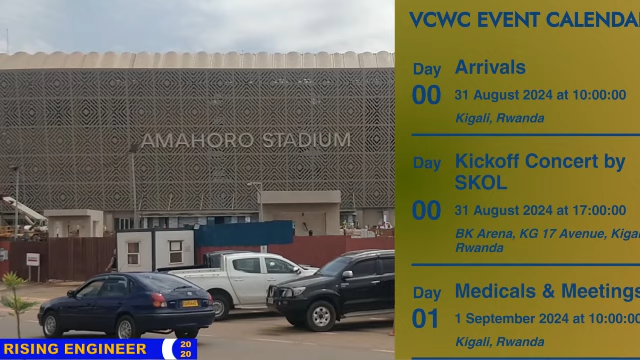 AMAHORO STADIUM
RISING ENGINEER
20
20
VCWC EVENT CALENDAR
Day
00
Arrivals
31 August 2024 at 10:00:00
Kigali, Rwanda
Day
00
Kickoff Concert by
SKOL
31 August 2024 at 17:00:00
BK Arena, KG 17 Avenue, Kigali
Rwanda
Day
01
Medicals & Meetings
1 September 2024 at 10:00:00
Kigali, Rwanda